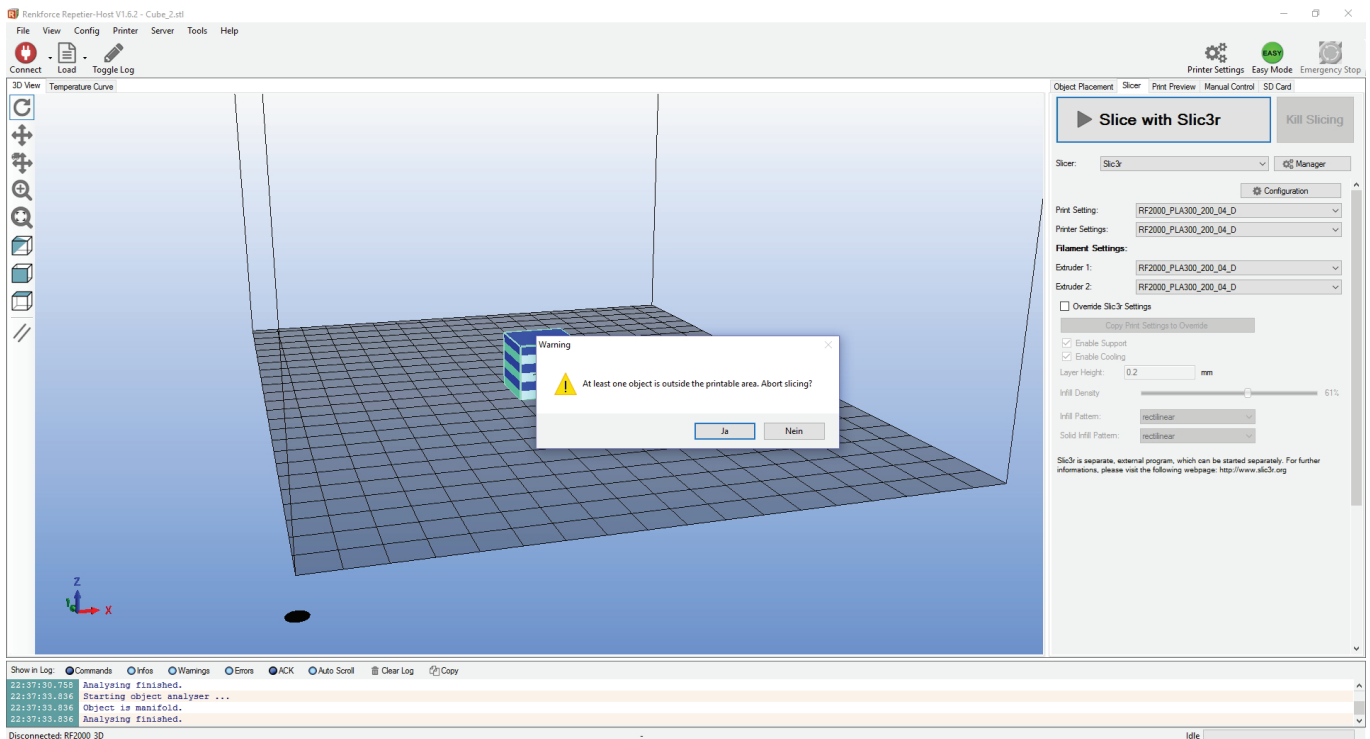 Renkforce Repetier-Host V1.6.2 - Cube_2.stl
File View Config Printer Server Tools Help
Connect Load Toggle Log Printer Settings Easy Mode Emergency Stop
EASY
3D View Temperature Curve
Object Placement Slicer Print Preview Manual Control SD Card
Slice with Slic3r Kill Slicing
Slicer: Slic3r Manager
Configuration
Print Setting: RF2000_PLA300_200_04_D
Printer Settings: RF2000_PLA300_200_04_D
Filament Settings:
Extruder 1: RF2000_PLA300_200_04_D
Extruder 2: RF2000_PLA300_200_04_D
Override Slic3r Settings
Copy Print Settings to Override
Enable Support
Enable Cooling
Layer Height: 0.2 mm
Infill Density 61%
Infill Pattern: rectilinear
Solid Infill Pattern: rectilinear
Slic3r is separate, external program, which can be started separately. For further
informations, please visit the following webpage: http://www.slic3r.org
Warning
At least one object is outside the printable area. Abort slicing?
Ja Nein
Z
X
Show in Log: Commands Infos Warnings Errors ACK Auto Scroll Clear Log Copy
22:37:30.758 Analysing finished.
22:37:33.836 Starting object analyser ...
22:37:33.836 Object is manifold.
22:37:33.836 Analysing finished.
Disconnected: RF2000_3D - Idle